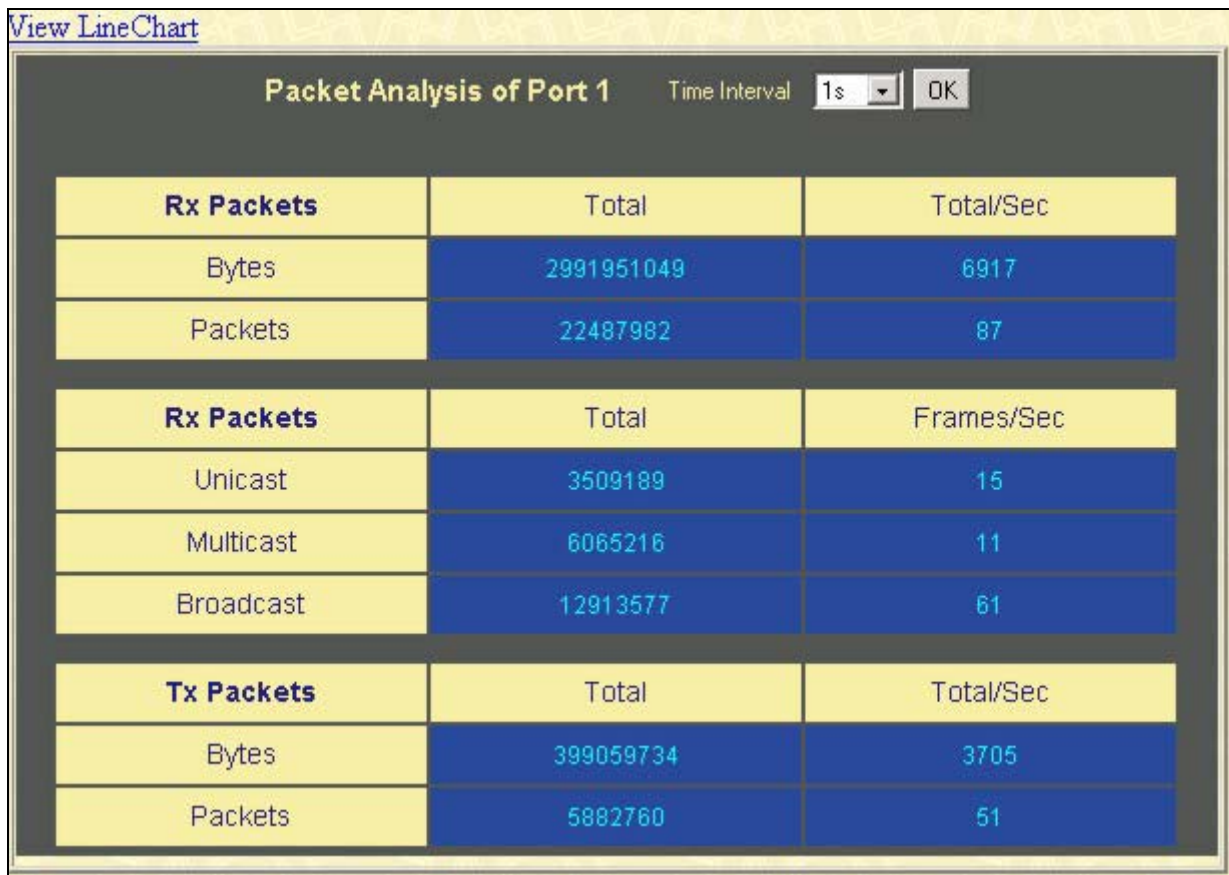 View LineChart
Packet Analysis of Port 1 Time Interval 1s OK
Rx Packets Total Total/Sec
Bytes 2991951049 6917
Packets 22487982 87
Rx Packets Total Frames/Sec
Unicast 3509189 15
Multicast 6065216 11
Broadcast 12913577 61
Tx Packets Total Total/Sec
Bytes 399059734 3705
Packets 5882760 51